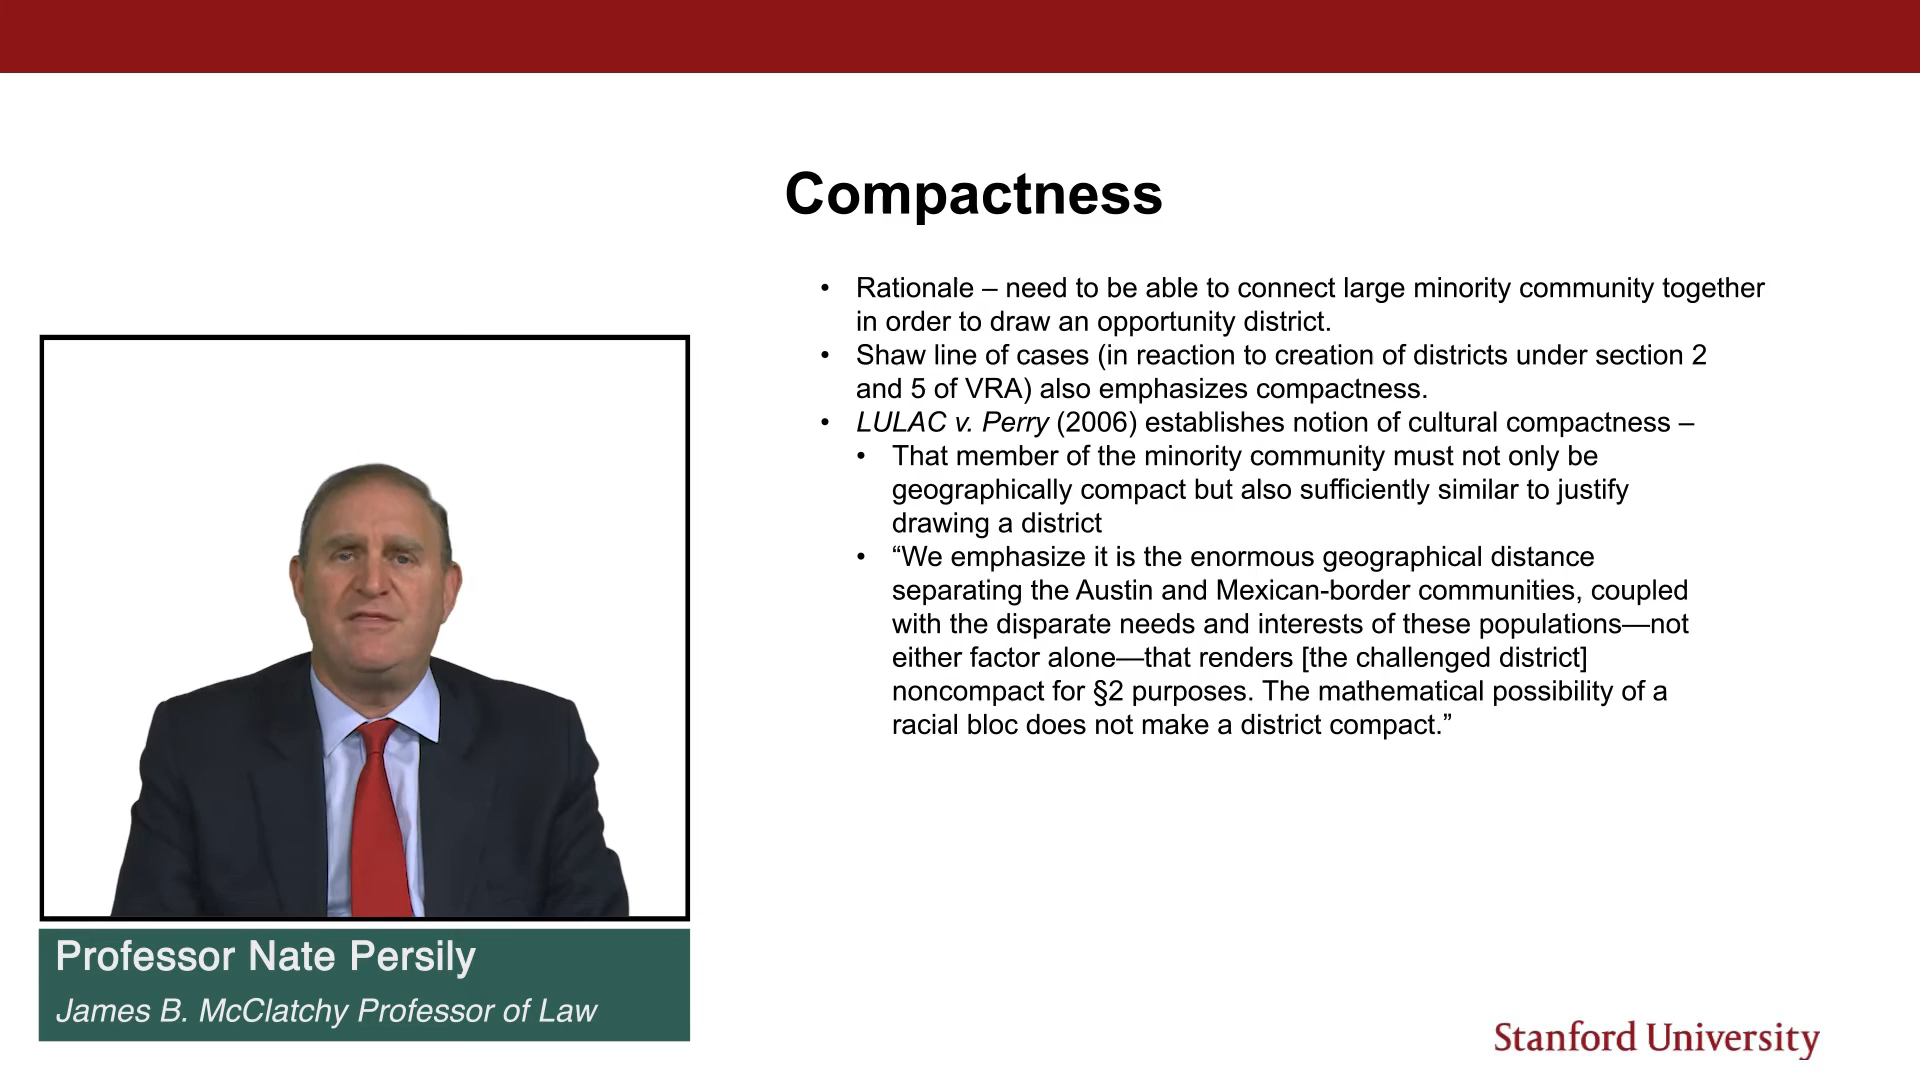 Compactness
• Rationale – need to be able to connect large minority community together
in order to draw an opportunity district.
• Shaw line of cases (in reaction to creation of districts under section 2
and 5 of VRA) also emphasizes compactness.
• LULAC v. Perry (2006) establishes notion of cultural compactness –
• That member of the minority community must not only be
geographically compact but also sufficiently similar to justify
drawing a district
• “We emphasize it is the enormous geographical distance
separating the Austin and Mexican-border communities, coupled
with the disparate needs and interests of these populations—not
either factor alone—that renders [the challenged district]
noncompact for §2 purposes. The mathematical possibility of a
racial bloc does not make a district compact.”
Professor Nate Persily
James B. McClatchy Professor of Law
Stanford University